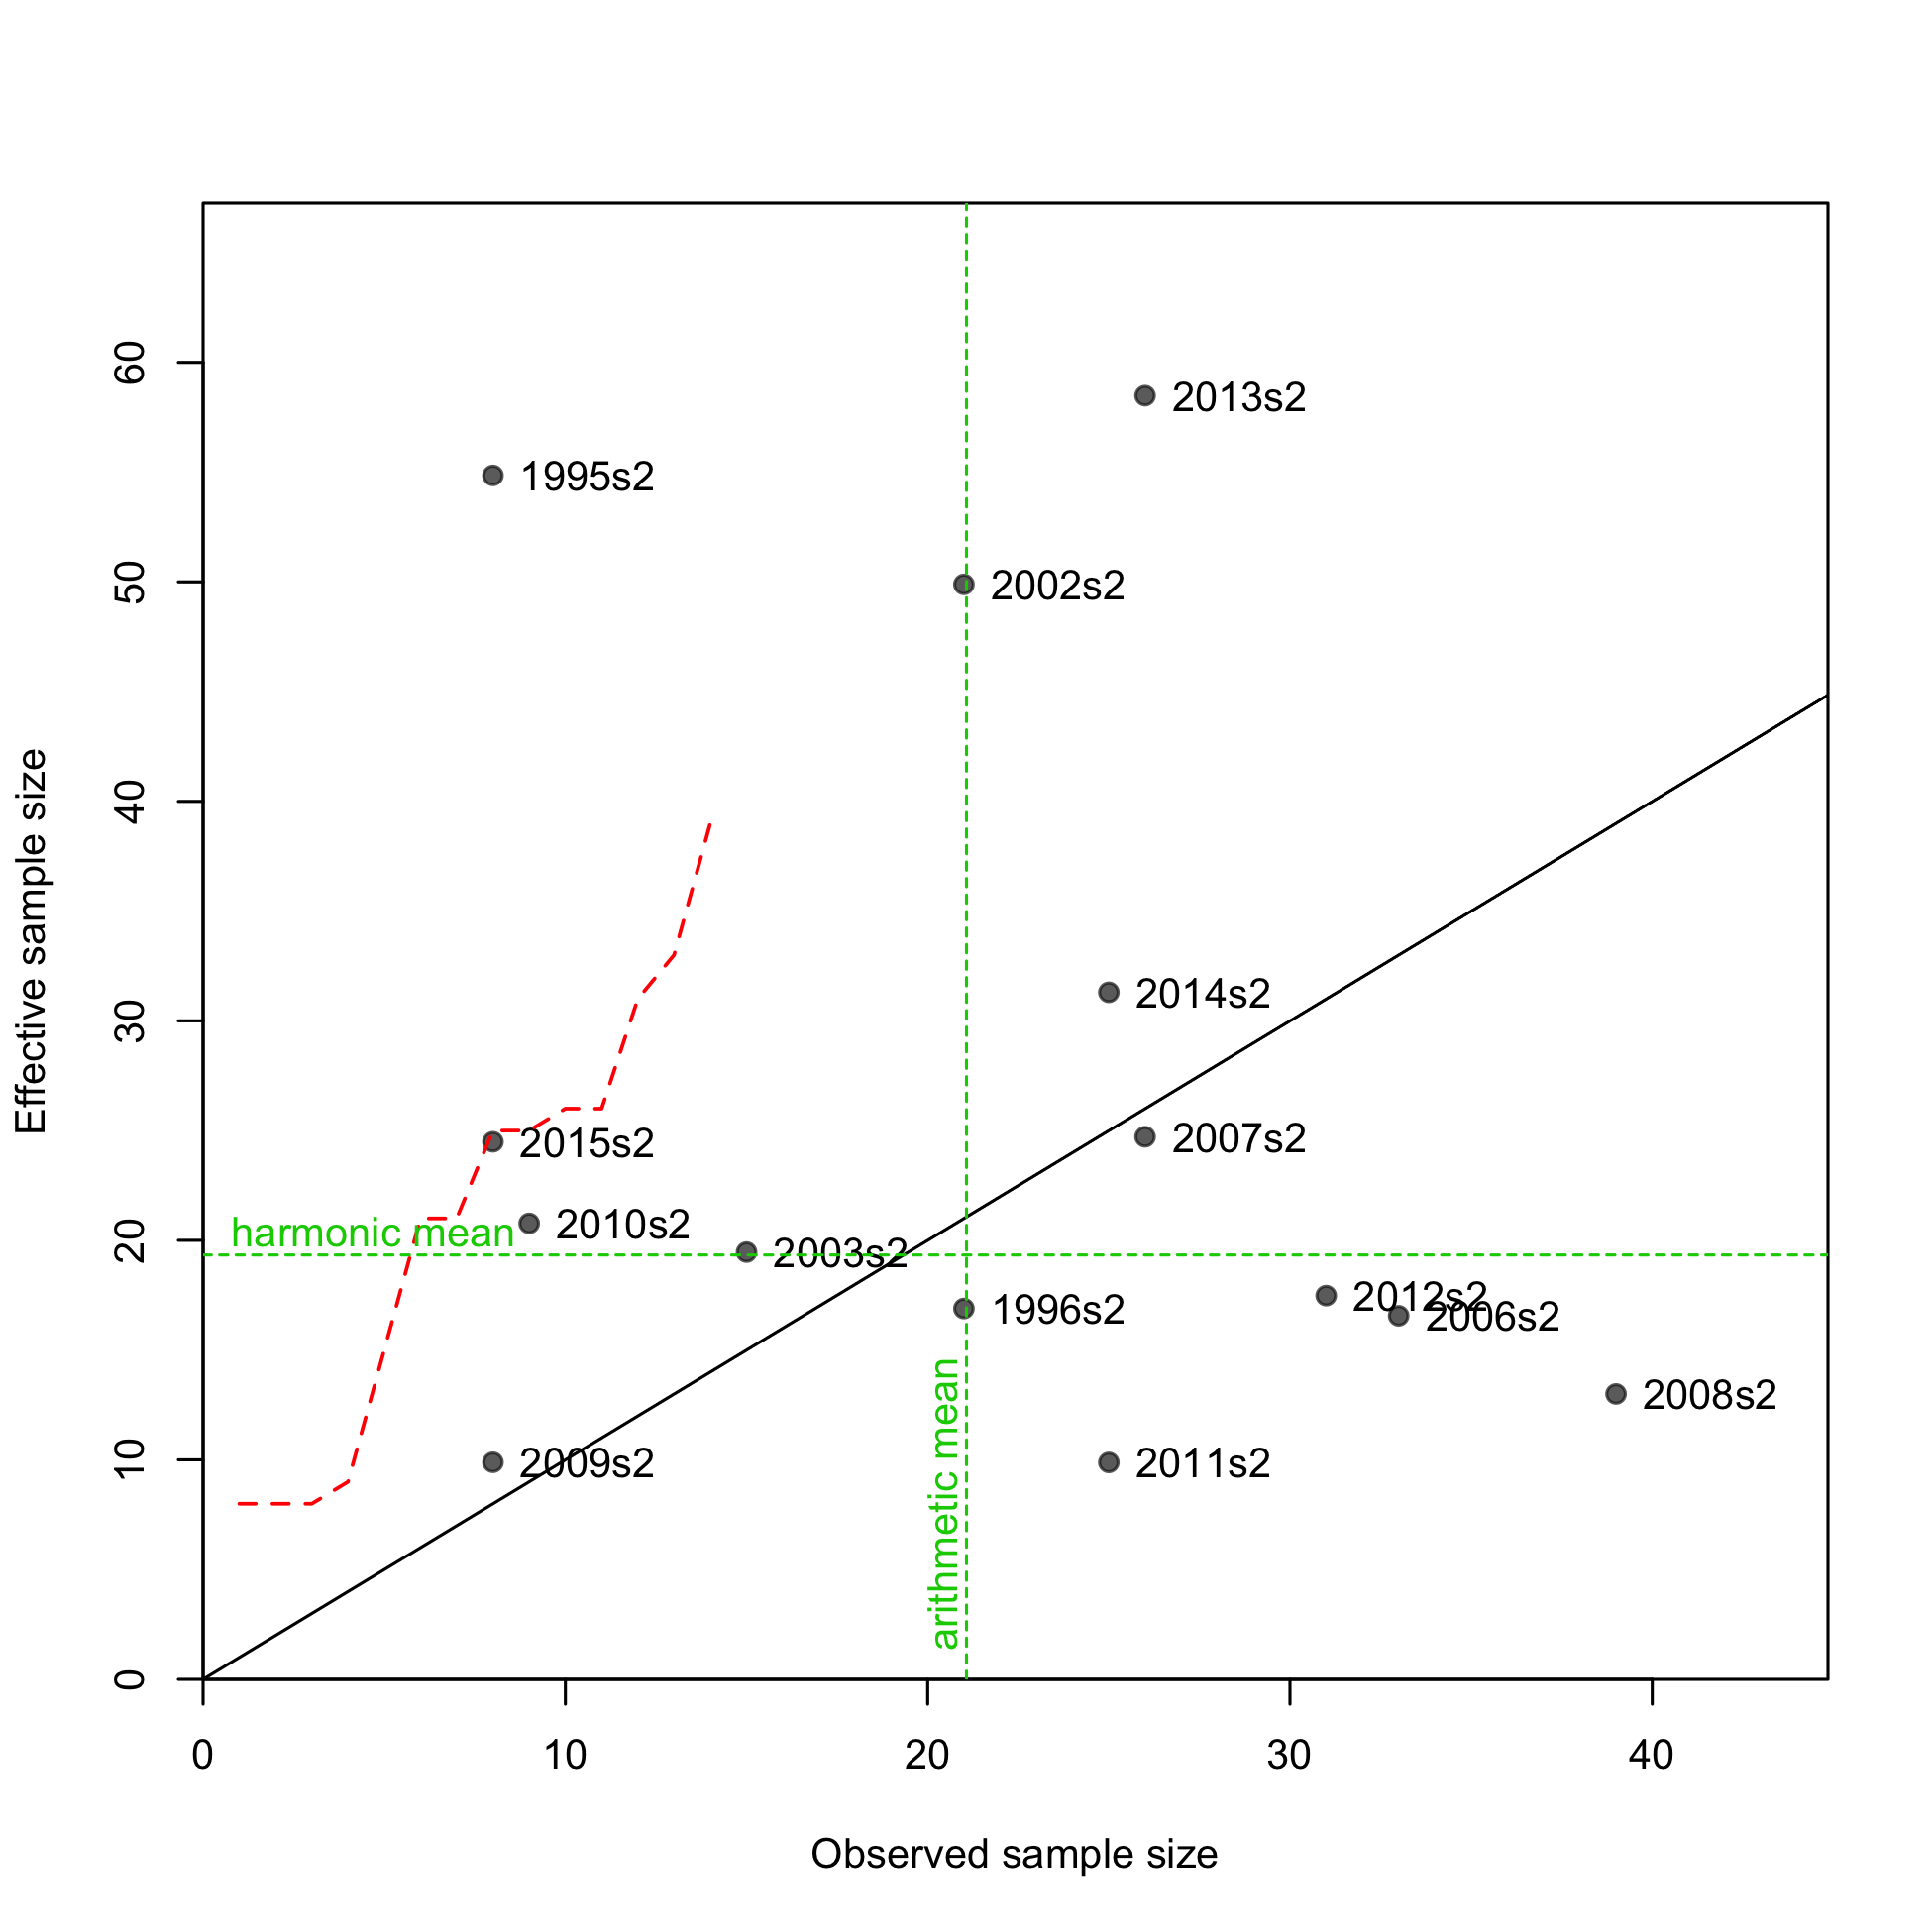 2013s2
1995s2
2002s2
2014s2
2015s2
2007s2
harmonic mean
2010s2
2003s2
2012s2
1996s2
2006s2
2008s2
2009s2
2011s2
arithmetic mean
Effective sample size
60
50
40
30
20
10
0
0 10 20 30 40
Observed sample size